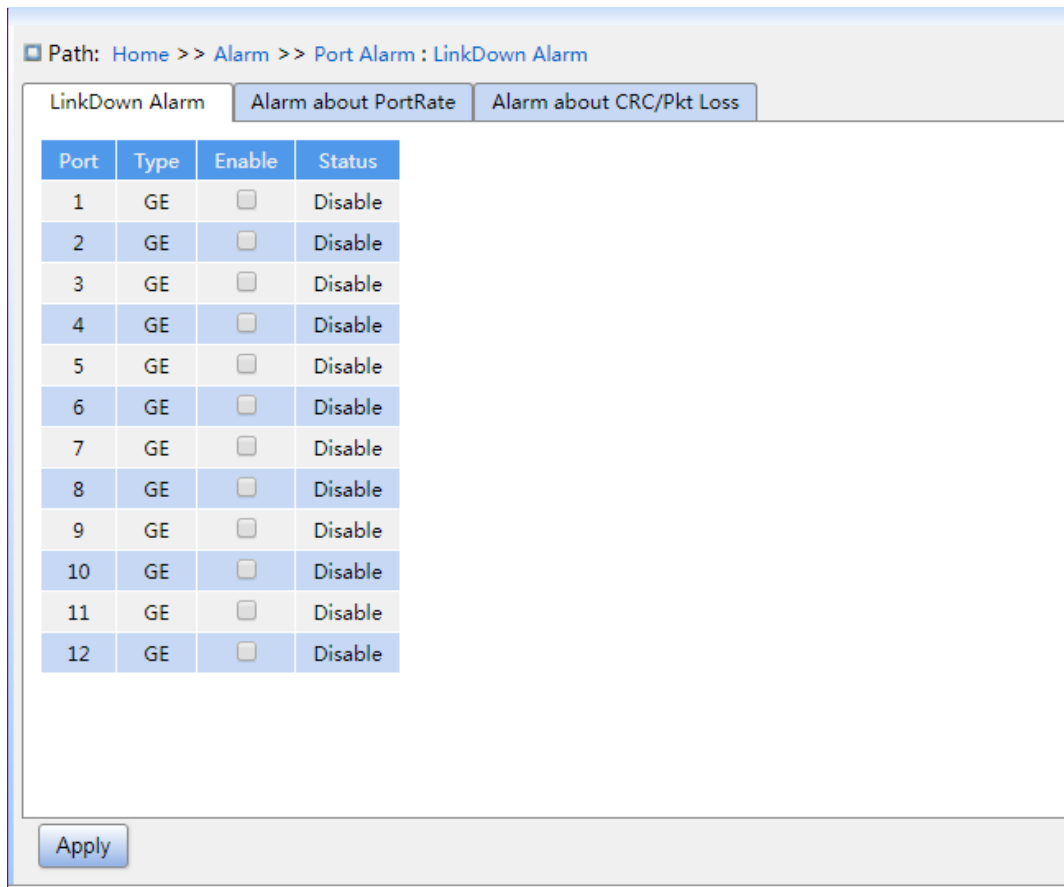 Path: Home >> Alarm >> Port Alarm : LinkDown Alarm
LinkDown Alarm Alarm about PortRate Alarm about CRC/Pkt Loss
Port Type Enable Status
1 GE Disable
2 GE Disable
3 GE Disable
4 GE Disable
5 GE Disable
6 GE Disable
7 GE Disable
8 GE Disable
9 GE Disable
10 GE Disable
11 GE Disable
12 GE Disable
Apply